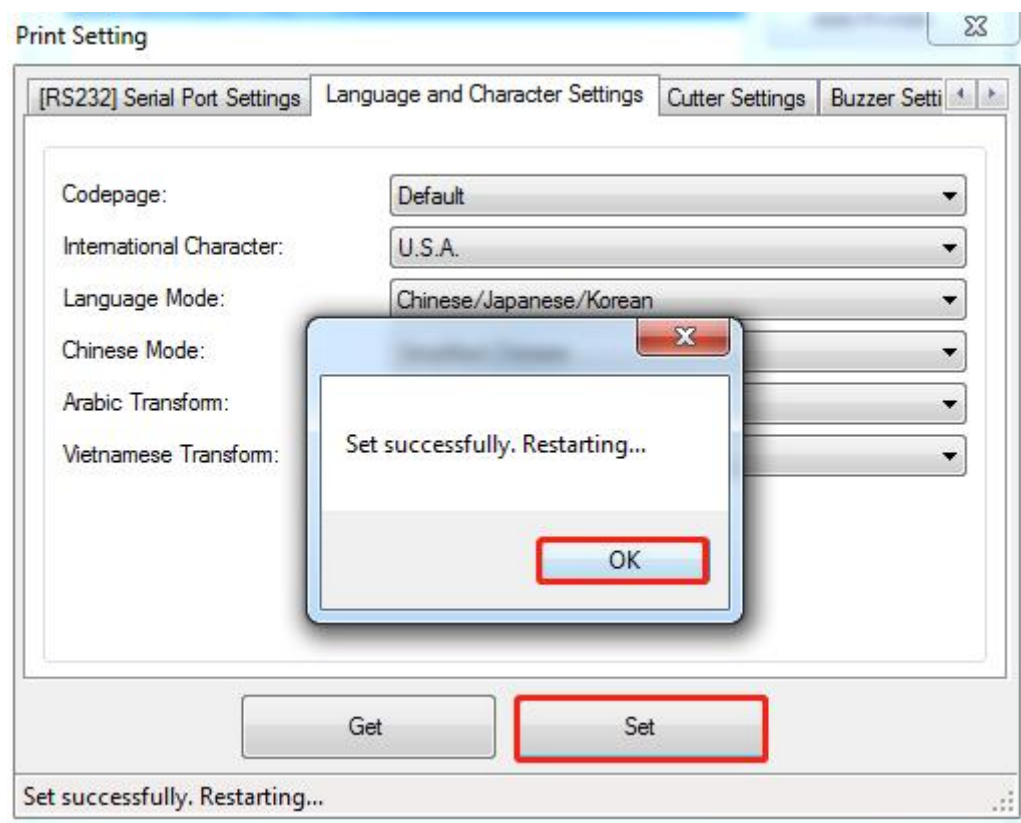 Print Setting
[RS232] Serial Port Settings Language and Character Settings Cutter Settings Buzzer Setti
Codepage: Default
International Character: U.S.A.
Language Mode: Chinese/Japanese/Korean
Chinese Mode:
Arabic Transform:
Vietnamese Transform:
Set successfully. Restarting...
OK
Get Set
Set successfully. Restarting...